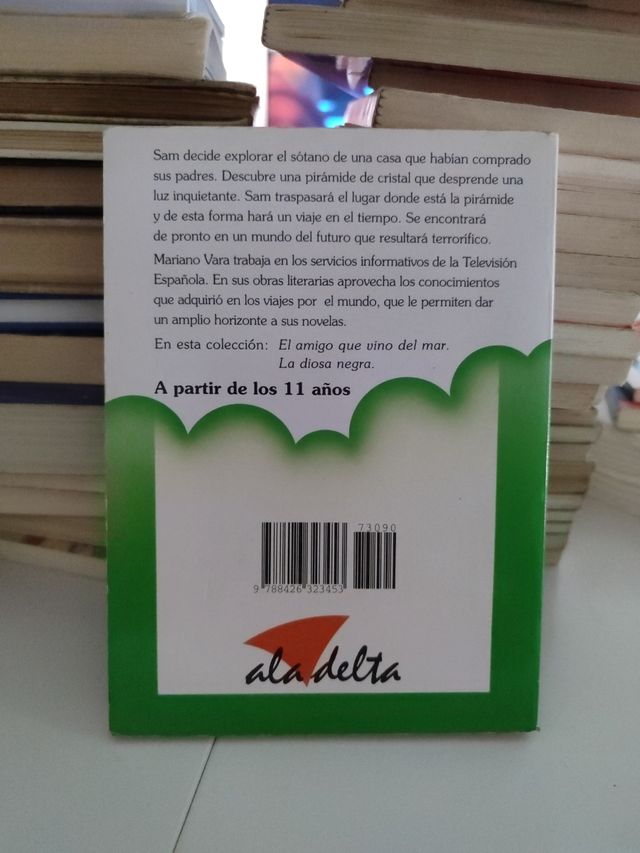 Sam decide explorar el sótano de una casa que habían comprado
sus padres. Descubre una pirámide de cristal que desprende una
luz inquietante. Sam traspasará el lugar donde está la pirámide
y de esta forma hará un viaje en el tiempo. Se encontrará
de pronto en un mundo del futuro que resultará terrorífico.
Mariano Vara trabaja en los servicios informativos de la Televisión
Española. En sus obras literarias aprovecha los conocimientos
que adquirió en los viajes por el mundo, que le permiten dar
un amplio horizonte a sus novelas.
En esta colección: El amigo que vino del mar.
La diosa negra.
A partir de los 11 años
73090
9 788426 323453
ala delta